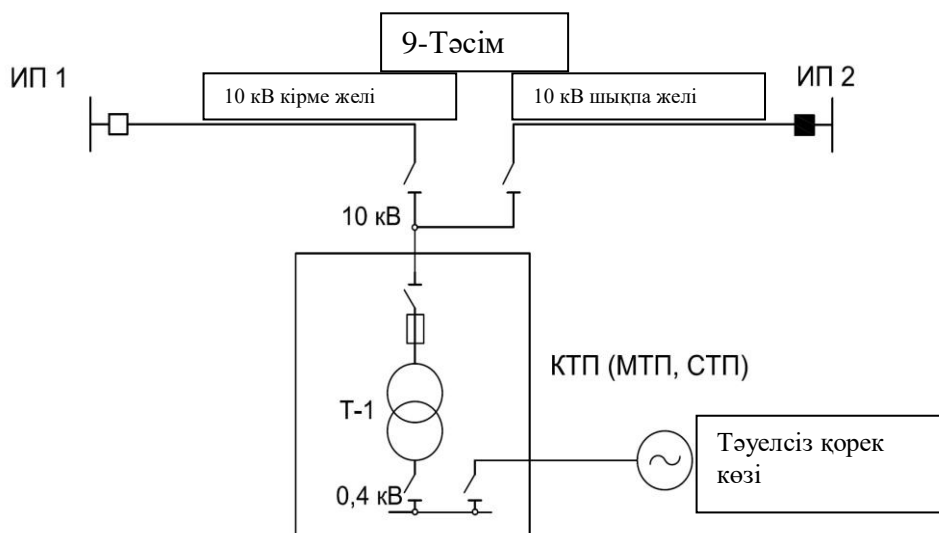 9-Тәсім
ИП 1
ИП 2
10 кВ кірме желі
10 кВ шықпа желі
10 кВ
КТП (МТП, СТП)
Т-1
Тәуелсіз қорек
көзі
0,4 кВ